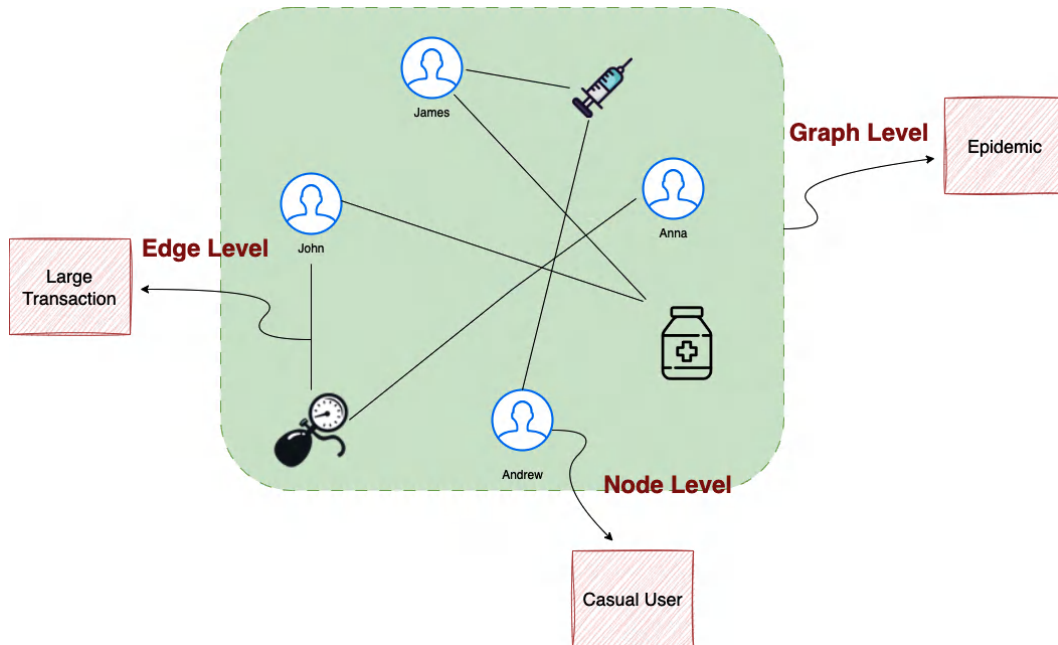 James
Graph Level
Epidemic
Anna
John
Edge Level
Large
Transaction
Andrew
Node Level
Casual User